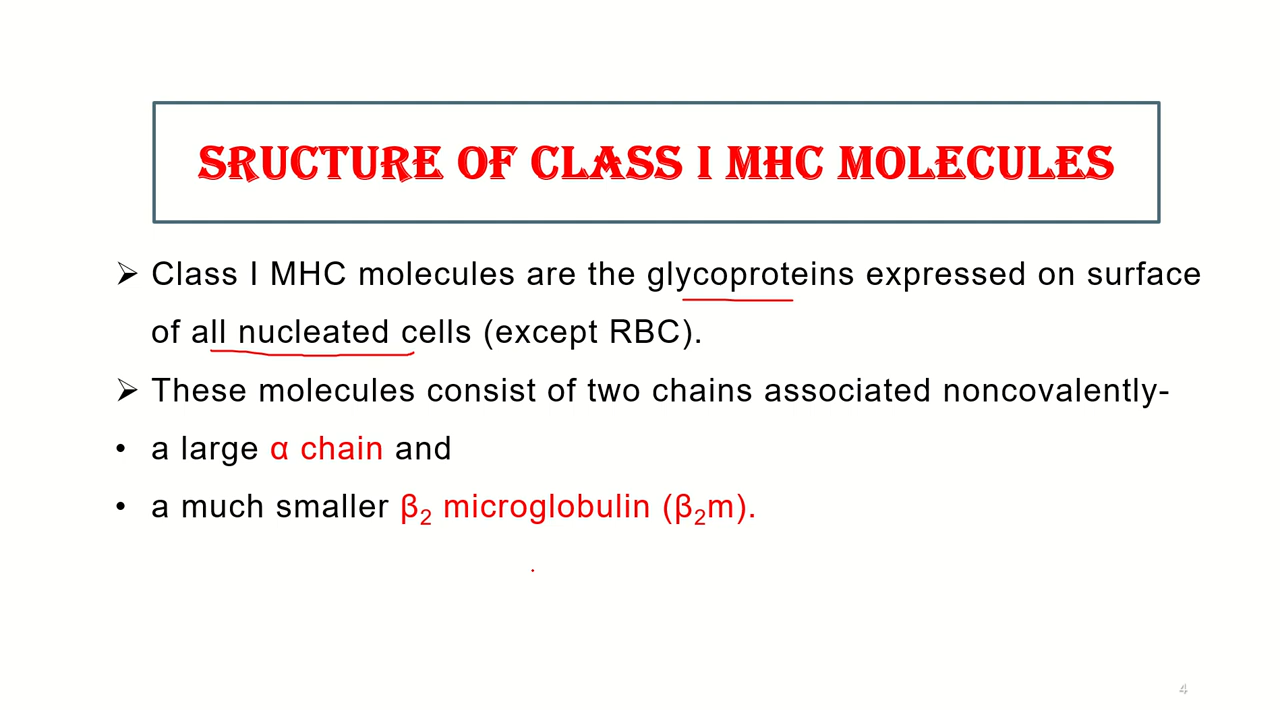 SRUCTURE OF CLASS I MHC MOLECULES
➢ Class I MHC molecules are the glycoproteins expressed on surface
of all nucleated cells (except RBC).
➢ These molecules consist of two chains associated noncovalently-
• a large α chain and
• a much smaller β₂ microglobulin (β₂m).
4